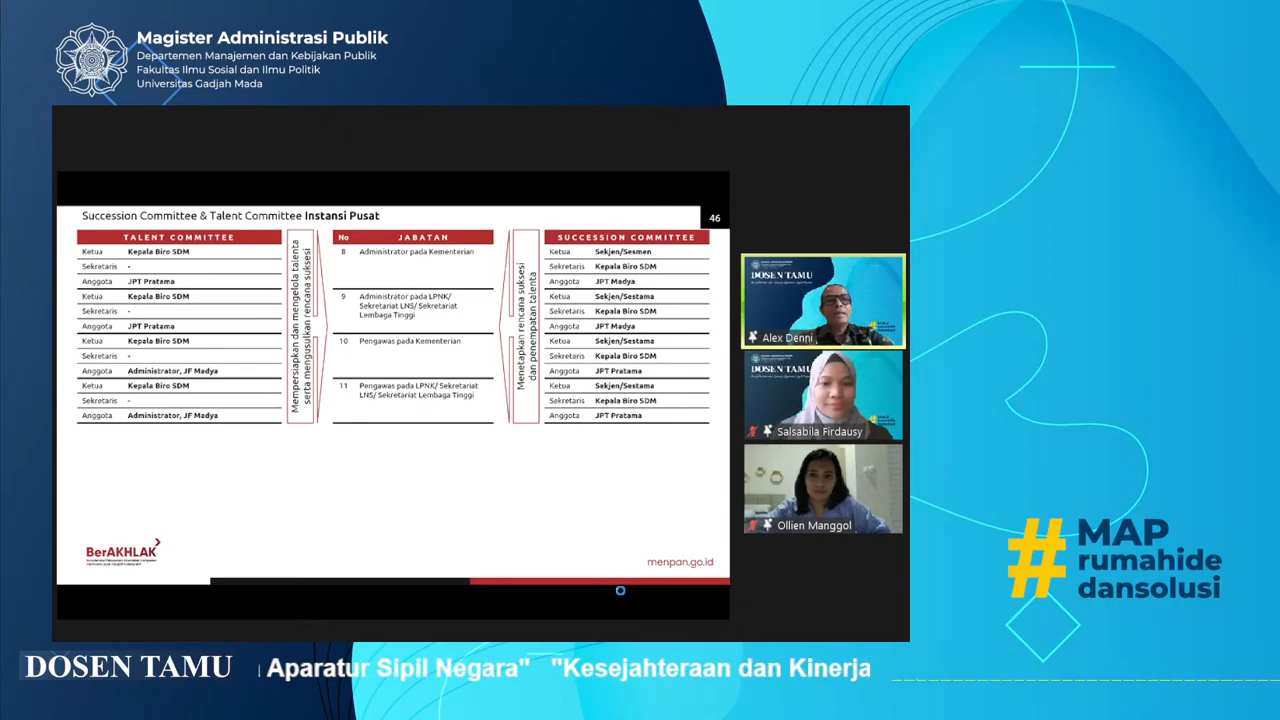 Magister Administrasi Publik
Departemen Manajemen dan Kebijakan Publik
Fakultas Ilmu Sosial dan Ilmu Politik
Universitas Gadjah Mada
Succession Committee & Talent Committee Instansi Pusat
46
TALENT COMMITTEE
Ketua Kepala Biro SDM
Sekretaris -
Anggota JPT Pratama
Ketua Kepala Biro SDM
Sekretaris -
Anggota JPT Pratama
Ketua Kepala Biro SDM
Sekretaris -
Anggota Administrator, JF Madya
Ketua Kepala Biro SDM
Sekretaris -
Anggota Administrator, JF Madya
Mempersiapkan dan mengelola talenta
serta mengusulkan rencana suksesi
No JABATAN
8 Administrator pada Kementerian
9 Administrator pada LPNK/
Sekretariat LNS/ Sekretariat
Lembaga Tinggi
10 Pengawas pada Kementerian
11 Pengawas pada LPNK/ Sekretariat
LNS/ Sekretariat Lembaga Tinggi
Menetapkan rencana suksesi
dan penempatan talenta
SUCCESSION COMMITTEE
Ketua Sekjen/Sesmen
Sekretaris Kepala Biro SDM
Anggota JPT Madya
Ketua Sekjen/Sestama
Sekretaris Kepala Biro SDM
Anggota JPT Madya
Ketua Sekjen/Sestama
Sekretaris Kepala Biro SDM
Anggota JPT Pratama
Ketua Sekjen/Sestama
Sekretaris Kepala Biro SDM
Anggota JPT Pratama
BerAKHLAK
menpan.go.id
DOSEN TAMU
Alex Denni
DOSEN TAMU
Salsabila Firdausy
Ollien Manggol
# MAP
rumahide
dansolusi
DOSEN TAMU
Aparatur Sipil Negara" "Kesejahteraan dan Kinerja